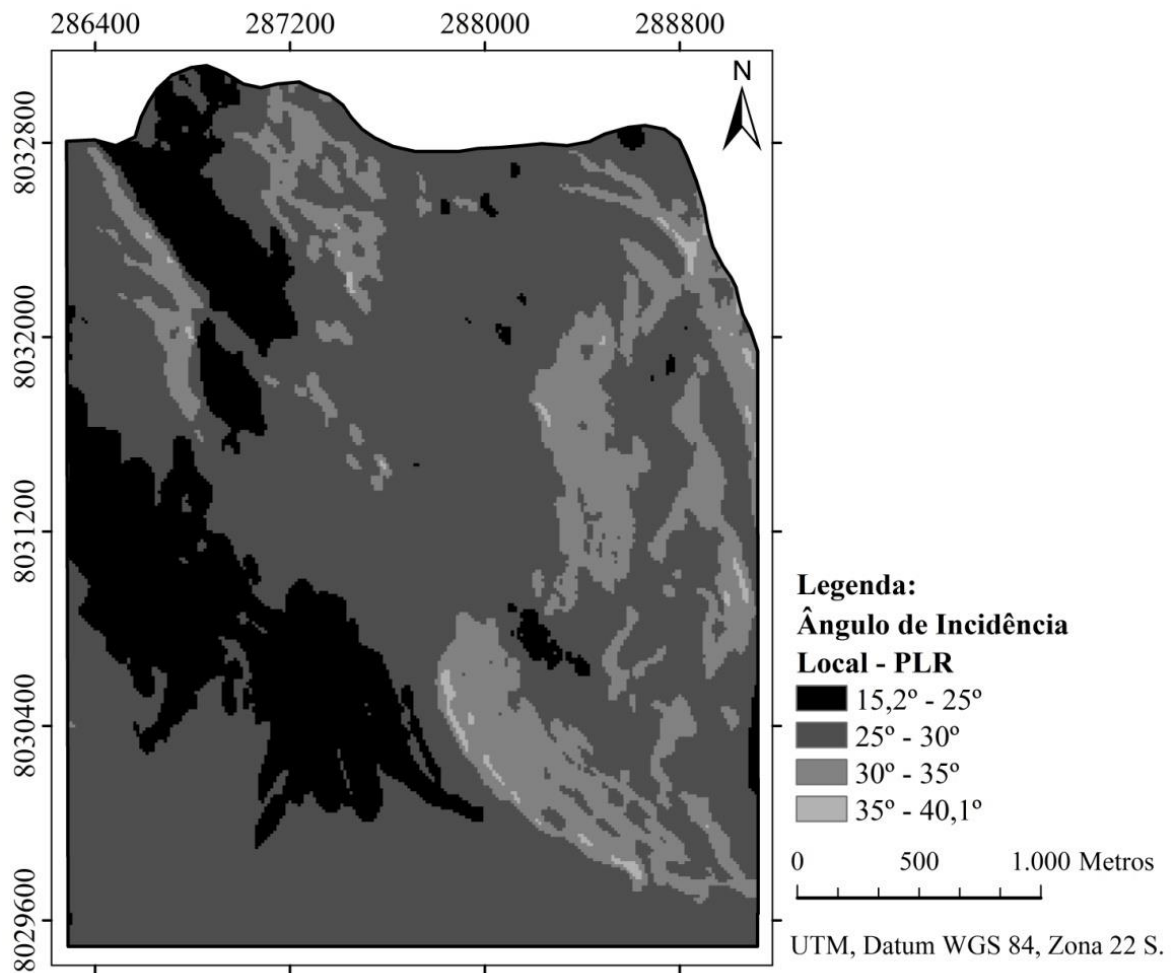 286400 287200 288000 288800
N
8032800
8032000
8031200
8030400
8029600
Legenda:
Ângulo de Incidência
Local - PLR
15,2º - 25º
25º - 30º
30º - 35º
35º - 40,1º
0 500 1.000 Metros
UTM, Datum WGS 84, Zona 22 S.